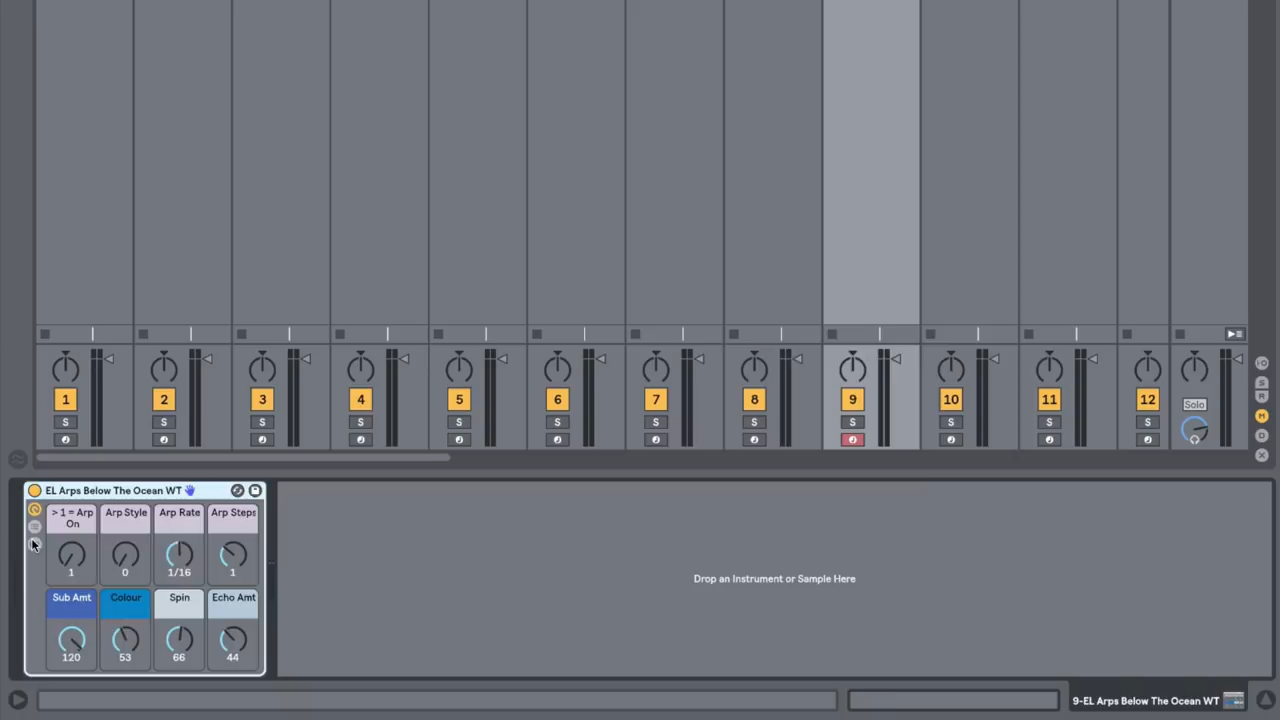 1 2 3 4 5 6 7 8 9 10 11 12 Solo
S S S S S S S S S S S S
S
R
M
D
X
EL Arps Below The Ocean WT
> 1 = Arp On Arp Style Arp Rate Arp Steps
1 0 1/16 1
Sub Amt Colour Spin Echo Amt
120 53 66 44
Drop an Instrument or Sample Here
9-EL Arps Below The Ocean WT